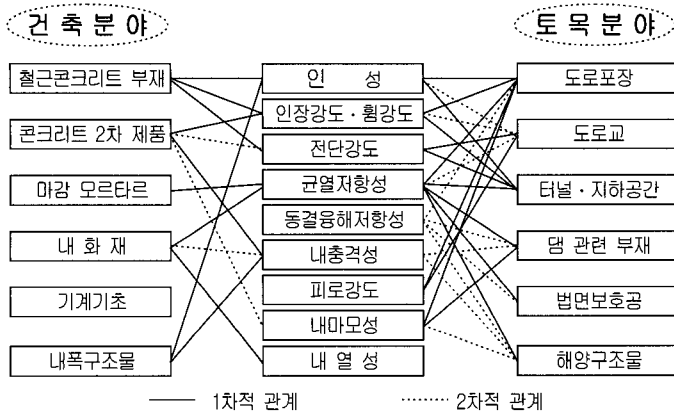 건축분야
토목분야
철근콘크리트 부재
인 성
도로포장
인장강도·휨강도
콘크리트 2차 제품
전단강도
도로교
마감 모르타르
균열저항성
터널·지하공간
동결융해저항성
내 화 재
내충격성
댐 관련 부재
기계기초
피로강도
법면보호공
내마모성
내폭구조물
내 열 성
해양구조물
1차적 관계
2차적 관계